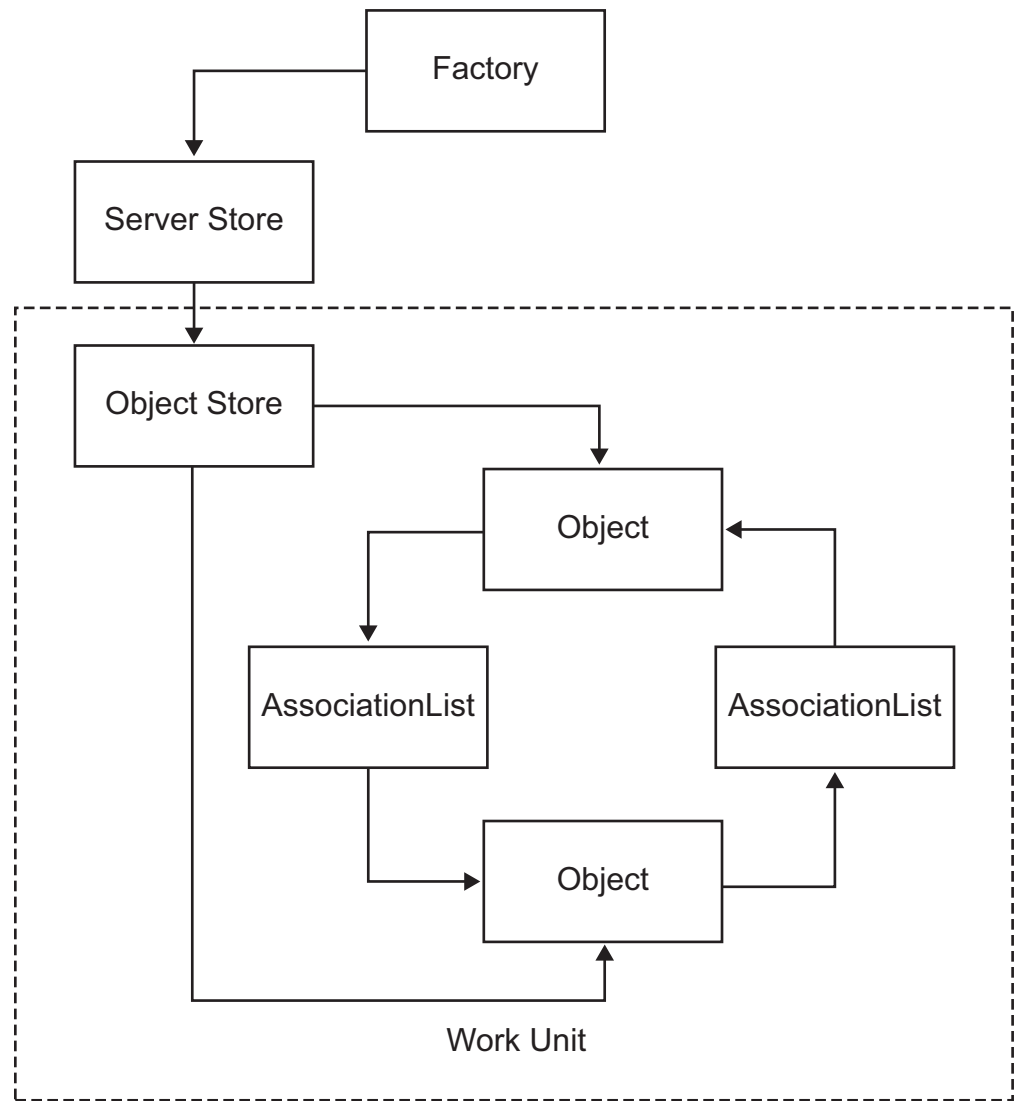 Factory
Server Store
Object Store
Object
AssociationList
AssociationList
Object
Work Unit